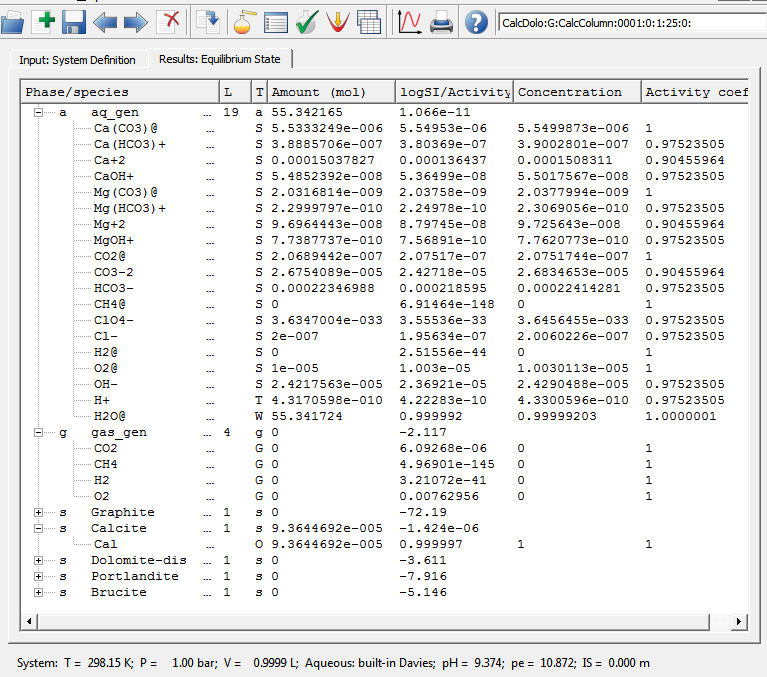 CalcDolo:G:CalcColumn:0001:0:1:25:0:
Input: System Definition Results: Equilibrium State
Phase/species L T Amount (mol) logSI/Activity Concentration Activity coef
a aq_gen ... 19 a 55.342165 1.066e-11
Ca(CO3)@ ... S 5.5333249e-006 5.54953e-06 5.5499873e-006 1
Ca(HCO3)+ ... S 3.8885706e-007 3.80369e-07 3.9002801e-007 0.97523505
Ca+2 ... S 0.00015037827 0.000136437 0.0001508311 0.90455964
CaOH+ ... S 5.4852392e-008 5.36499e-08 5.5017567e-008 0.97523505
Mg(CO3)@ ... S 2.0316814e-009 2.03758e-09 2.0377994e-009 1
Mg(HCO3)+ ... S 2.2999797e-010 2.24978e-10 2.3069056e-010 0.97523505
Mg+2 ... S 9.6964443e-008 8.79745e-08 9.725643e-008 0.90455964
MgOH+ ... S 7.7387737e-010 7.56891e-10 7.7620773e-010 0.97523505
CO2@ ... S 2.0689442e-007 2.07517e-07 2.0751744e-007 1
CO3-2 ... S 2.6754089e-005 2.42718e-05 2.6834653e-005 0.90455964
HCO3- ... S 0.00022346988 0.000218595 0.00022414281 0.97523505
CH4@ ... S 0 6.91464e-148 0 1
ClO4- ... S 3.6347004e-033 3.55536e-33 3.6456455e-033 0.97523505
Cl- ... S 2e-007 1.95634e-07 2.0060226e-007 0.97523505
H2@ ... S 0 2.51556e-44 0 1
O2@ ... S 1e-005 1.003e-05 1.0030113e-005 1
OH- ... S 2.4217563e-005 2.36921e-05 2.4290488e-005 0.97523505
H+ ... T 4.3170598e-010 4.22283e-10 4.3300596e-010 0.97523505
H2O@ ... W 55.341724 0.999992 0.99999203 1.0000001
g gas_gen ... 4 g 0 -2.117
CO2 ... G 0 6.09268e-06 0 1
CH4 ... G 0 4.96901e-145 0 1
H2 ... G 0 3.21072e-41 0 1
O2 ... G 0 0.00762956 0 1
s Graphite ... 1 s 0 -72.19
s Calcite ... 1 s 9.3644692e-005 -1.424e-06
Cal ... O 9.3644692e-005 0.999997 1 1
s Dolomite-dis ... 1 s 0 -3.611
s Portlandite ... 1 s 0 -7.916
s Brucite ... 1 s 0 -5.146
System: T = 298.15 K; P = 1.00 bar; V = 0.9999 L; Aqueous: built-in Davies; pH = 9.374; pe = 10.872; IS = 0.000 m